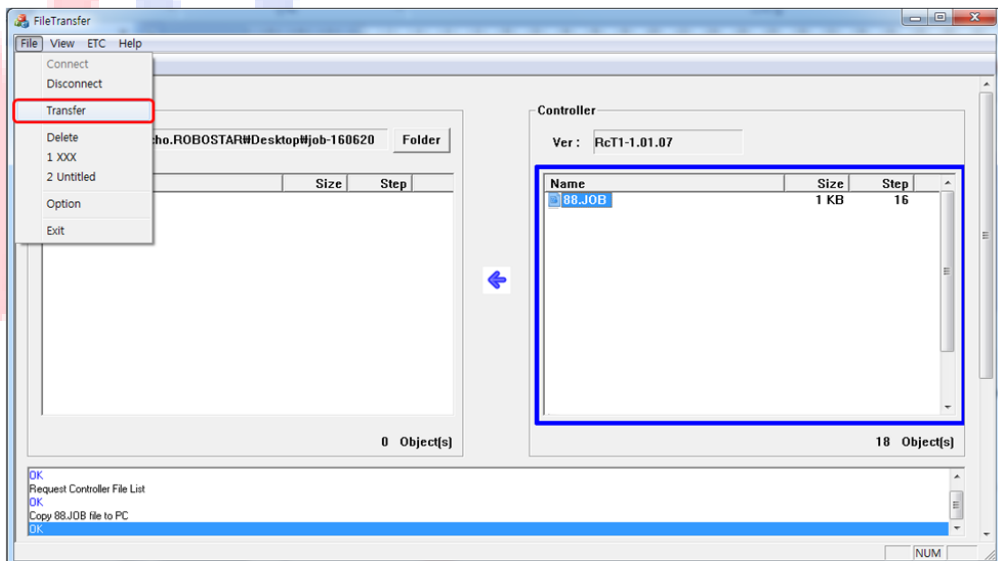 FileTransfer
File View ETC Help
Connect
Disconnect
Transfer
Delete
1 XXX
2 Untitled
Option
Exit
cho.ROBOSTAR₩Desktop₩job-160620 Folder
Size Step
0 Object(s)
Controller
Ver : RcT1-1.01.07
Name Size Step
88.JOB 1 KB 16
18 Object(s)
OK
Request Controller File List
OK
Copy 88.JOB file to PC
OK
NUM